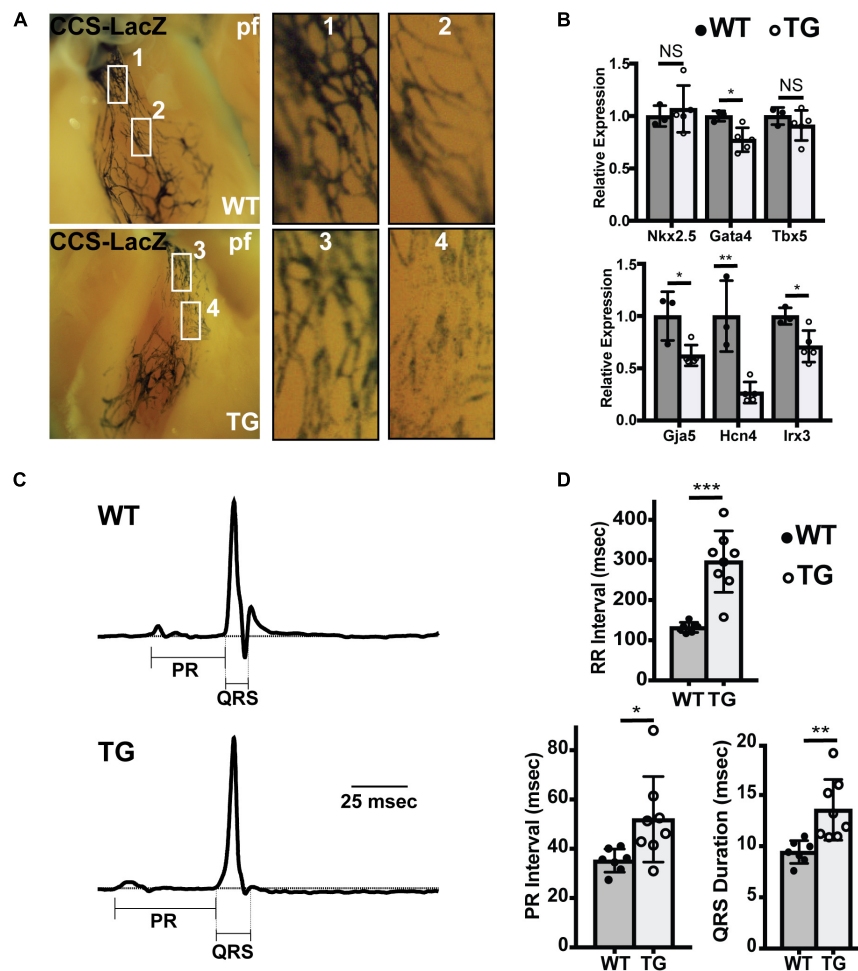 A
CCS-LacZ pf
1
2
WT
1
2
CCS-LacZ pf
3
4
TG
3
4
B
WT TG
Relative Expression
1.5
1.0
0.5
0.0
NS
*
NS
Nkx2.5 Gata4 Tbx5
Relative Expression
1.5
1.0
0.5
0.0
*
**
*
Gja5 Hcn4 Irx3
C
WT
PR
QRS
TG
25 msec
PR
QRS
D
RR Interval (msec)
400
300
200
100
0
***
WT TG
WT
TG
PR Interval (msec)
80
60
40
20
0
*
WT TG
QRS Duration (msec)
20
15
10
5
0
**
WT TG